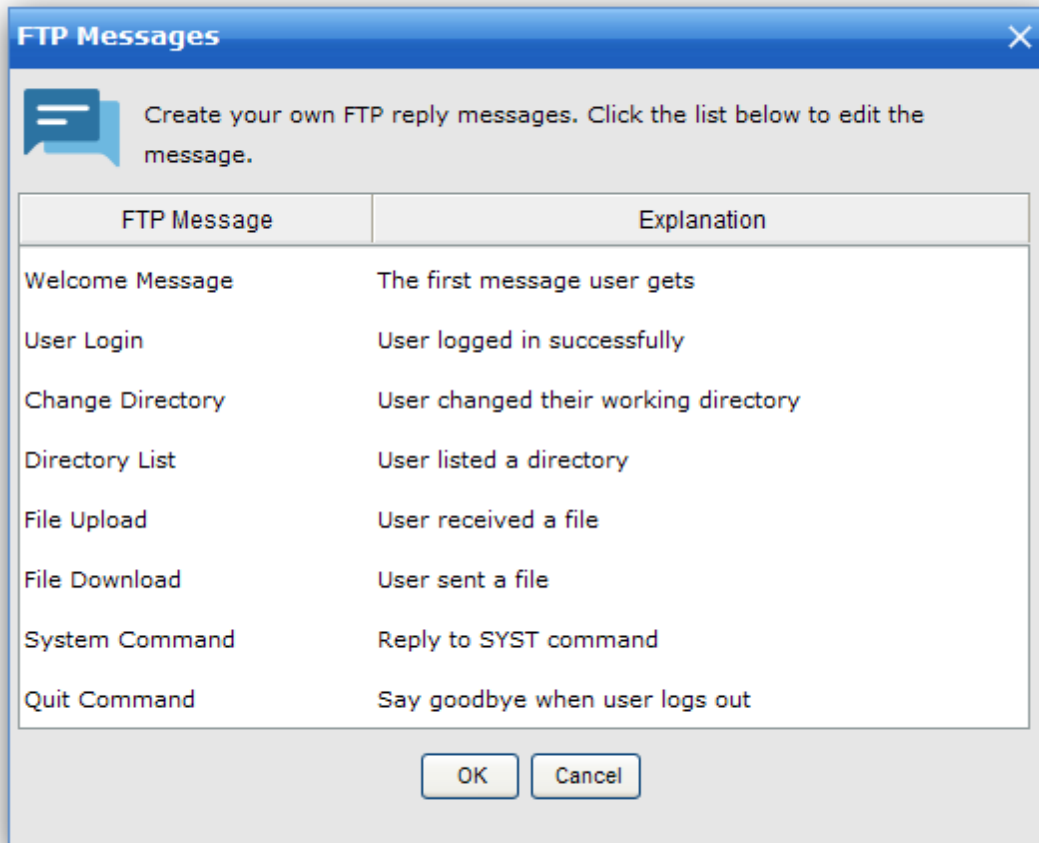 FTP Messages
Create your own FTP reply messages. Click the list below to edit the
message.
FTP Message Explanation
Welcome Message The first message user gets
User Login User logged in successfully
Change Directory User changed their working directory
Directory List User listed a directory
File Upload User received a file
File Download User sent a file
System Command Reply to SYST command
Quit Command Say goodbye when user logs out
OK Cancel